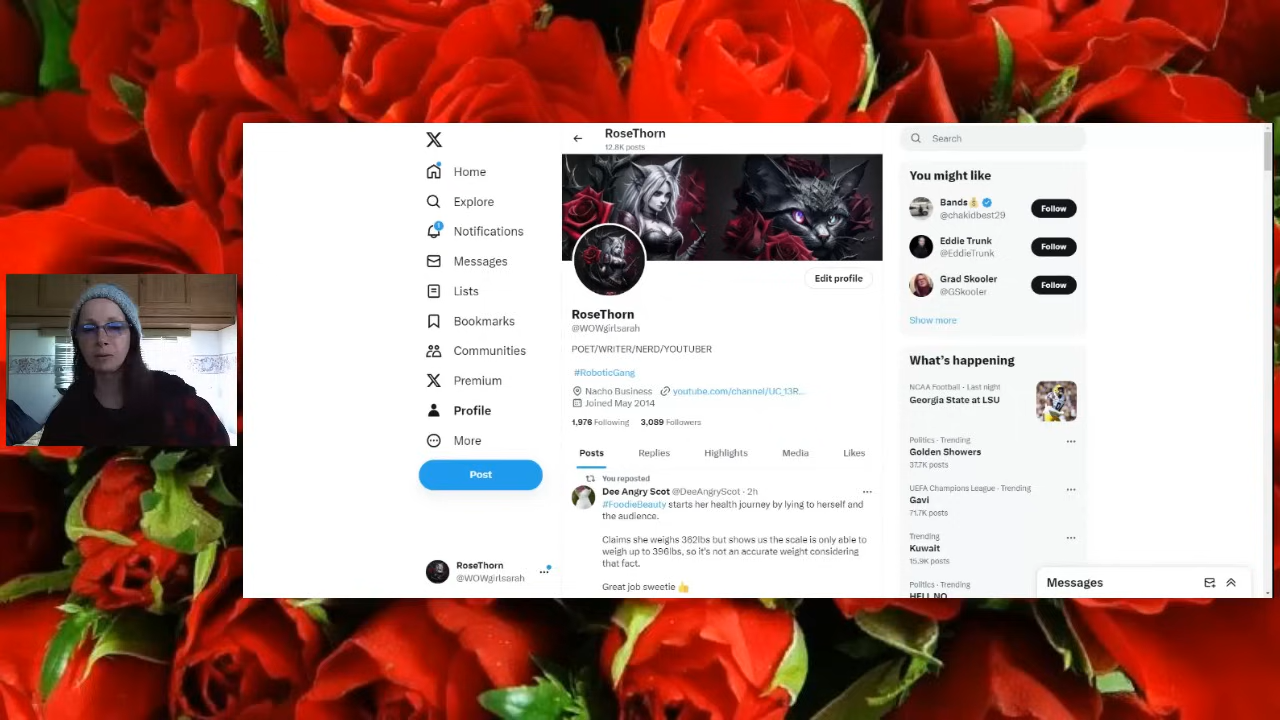 RoseThorn
12.8K posts
Home
Explore
Notifications
Messages
Lists
Bookmarks
Communities
Premium
Profile
More
Post
RoseThorn
@WOWgirlsarah
Edit profile
RoseThorn
@WOWgirlsarah
POET/WRITER/NERD/YOUTUBER
#RoboticGang
Nacho Business youtube.com/channel/UC_13R...
Joined May 2014
1,976 Following 3,089 Followers
Posts Replies Highlights Media Likes
You reposted
Dee Angry Scot @DeeAngryScot · 2h
#FoodieBeauty starts her health journey by lying to herself and
the audience.
Claims she weighs 362lbs but shows us the scale is only able to
weigh up to 396lbs, so it's not an accurate weight considering
that fact.
Great job sweetie 👍
Search
You might like
Bands💰
@chakidbest29
Follow
Eddie Trunk
@EddieTrunk
Follow
Grad Skooler
@GSkooler
Follow
Show more
What's happening
NCAA Football · Last night
Georgia State at LSU
Politics · Trending
Golden Showers
37.7K posts
UEFA Champions League · Trending
Gavi
71.7K posts
Trending
Kuwait
15.9K posts
Politics · Trending
HELL NO
Messages